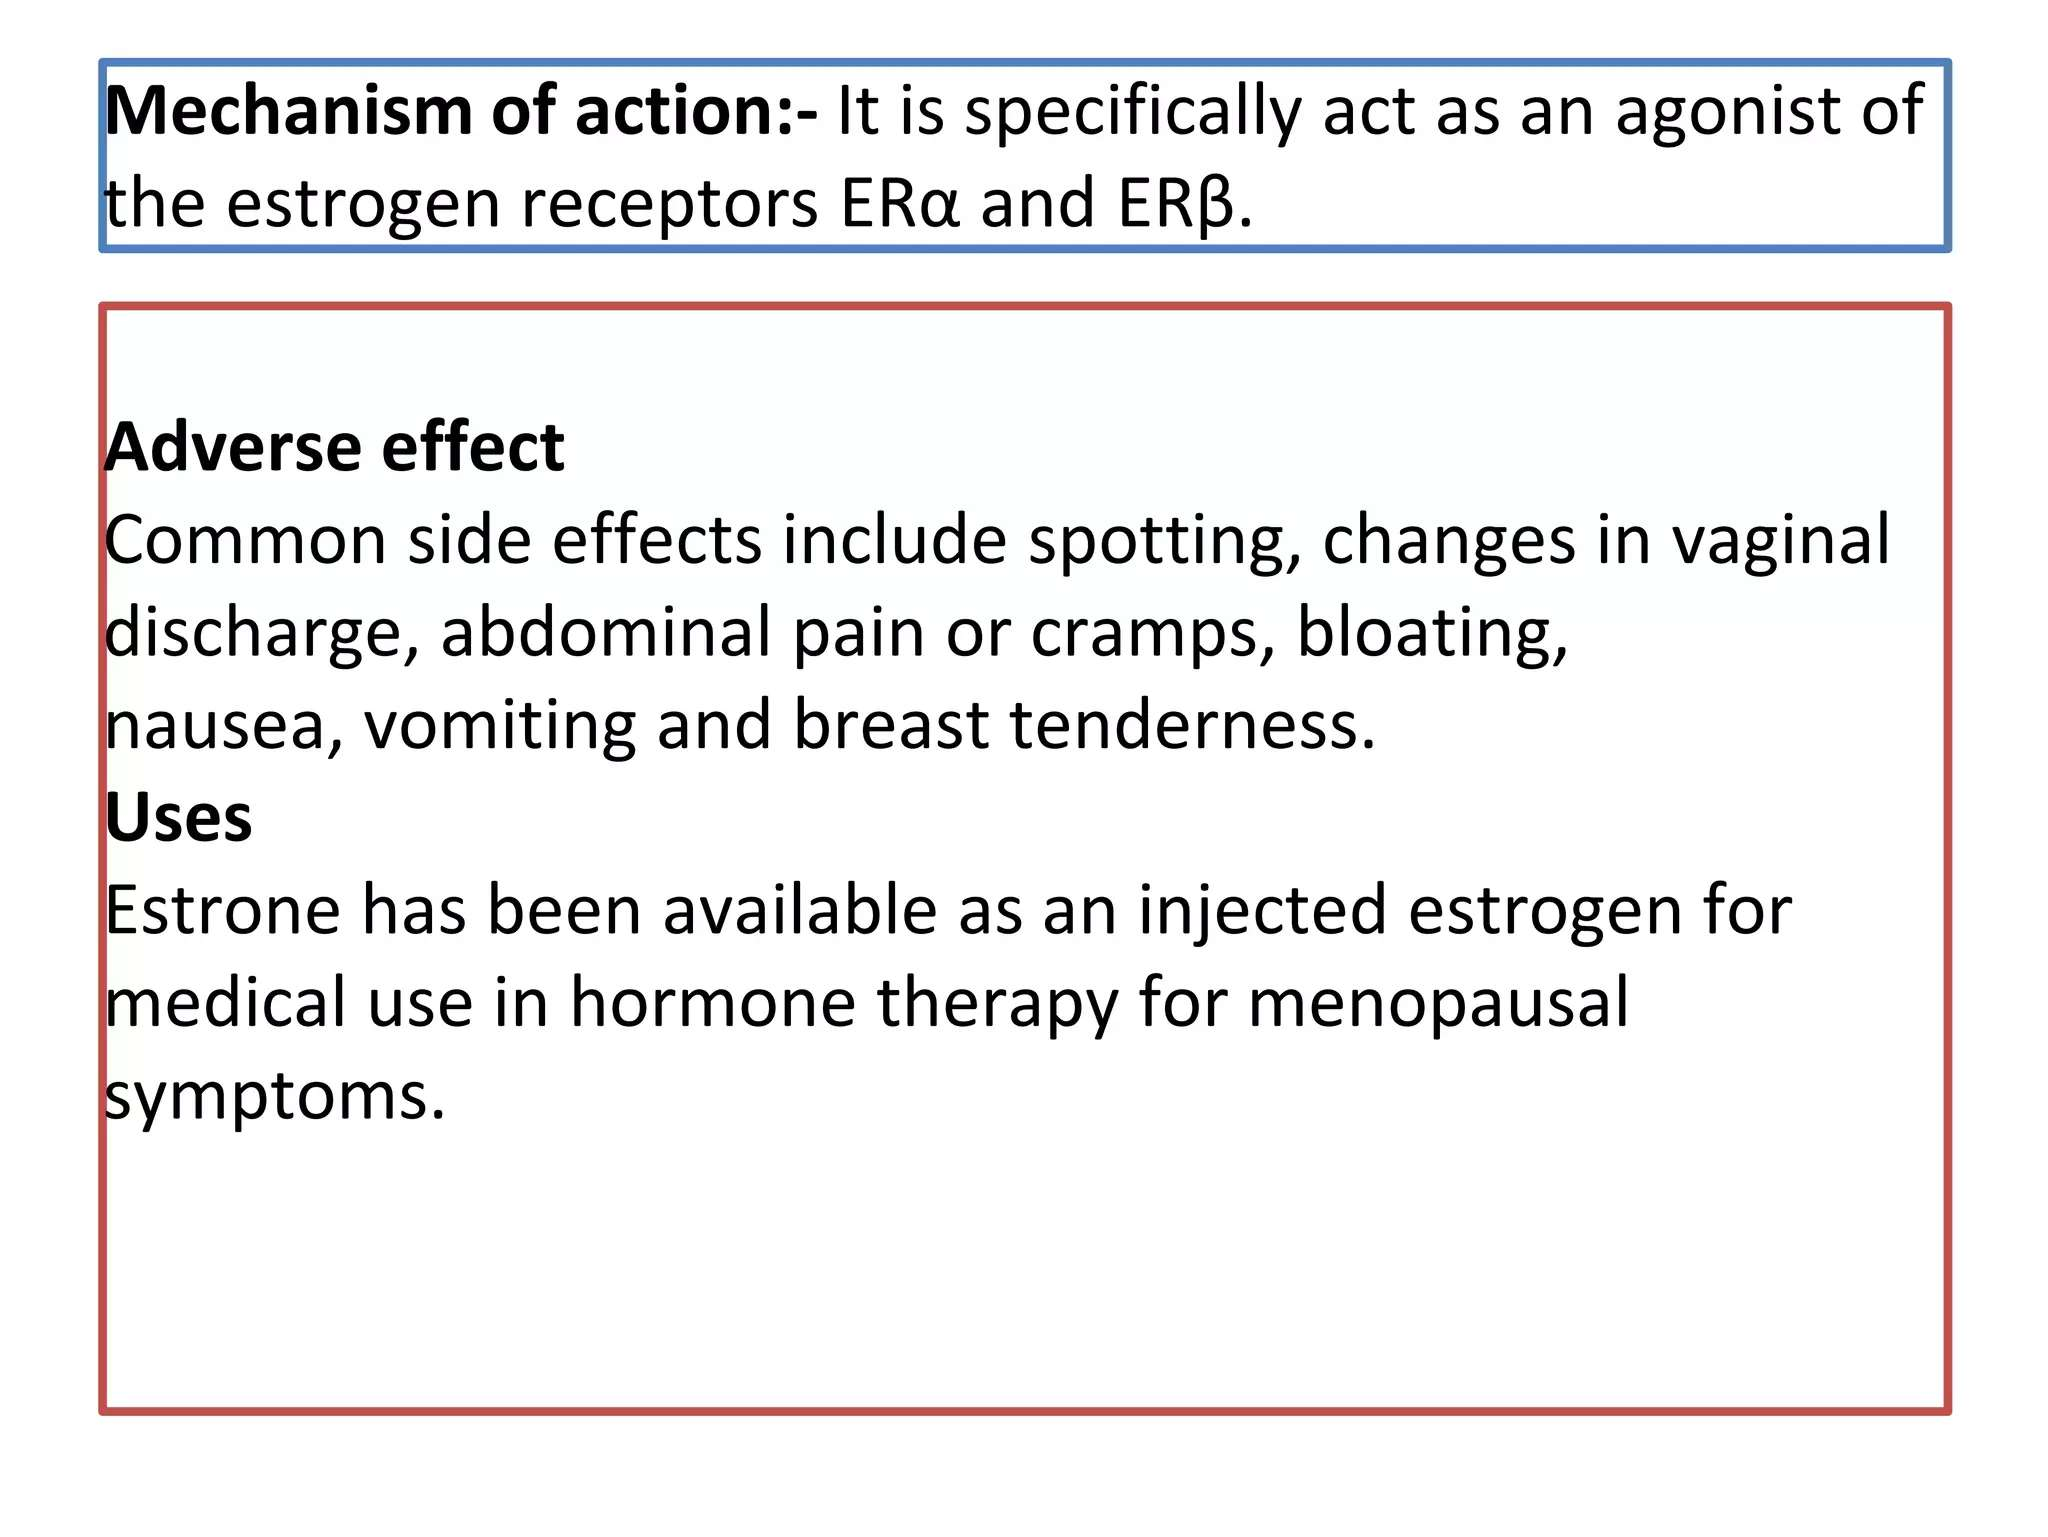 Mechanism of action:- It is specifically act as an agonist of
the estrogen receptors ERα and ERβ.
Adverse effect
Common side effects include spotting, changes in vaginal
discharge, abdominal pain or cramps, bloating,
nausea, vomiting and breast tenderness.
Uses
Estrone has been available as an injected estrogen for
medical use in hormone therapy for menopausal
symptoms.